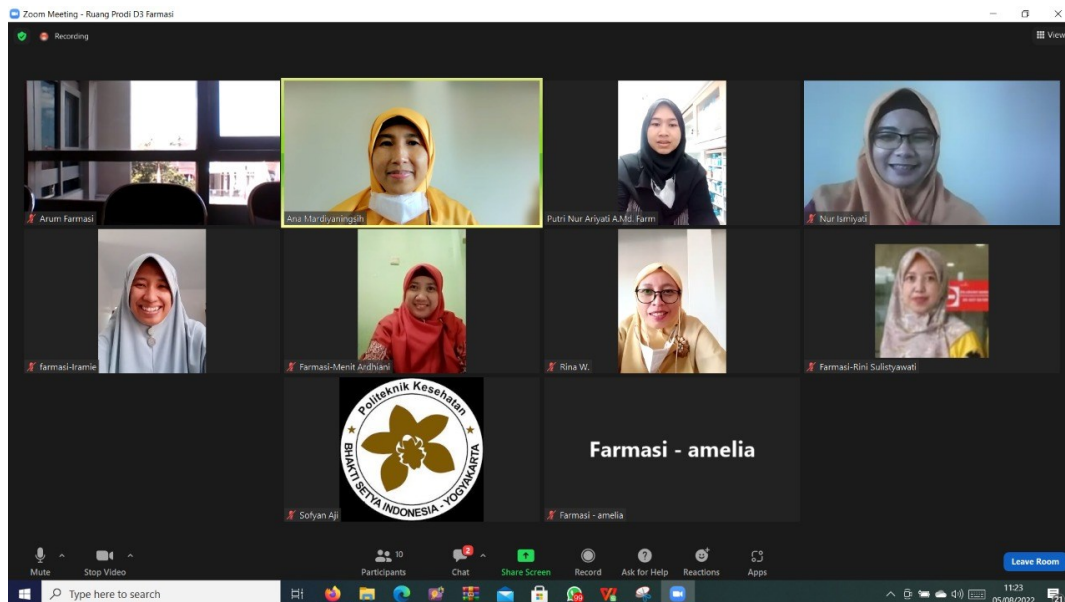 Zoom Meeting - Ruang Prodi D3 Farmasi
Recording
View
Arum Farmasi
Ana Mardiyaningsih
Putri Nur Ariyati A.Md. Farm
Nur Ismiyati
farmasi-Iramie
Farmasi-Menit Ardhiani
Rina W.
Farmasi-Rini Sulistyawati
Politeknik Kesehatan
BHAKTI SETYA INDONESIA - YOGYAKARTA
Sofyan Aji
Farmasi - amelia
Farmasi - amelia
Mute
Stop Video
10
Participants
2
Chat
Share Screen
Record
Ask for Help
Reactions
Apps
Leave Room
Type here to search
99
11:23
05/08/2022
21